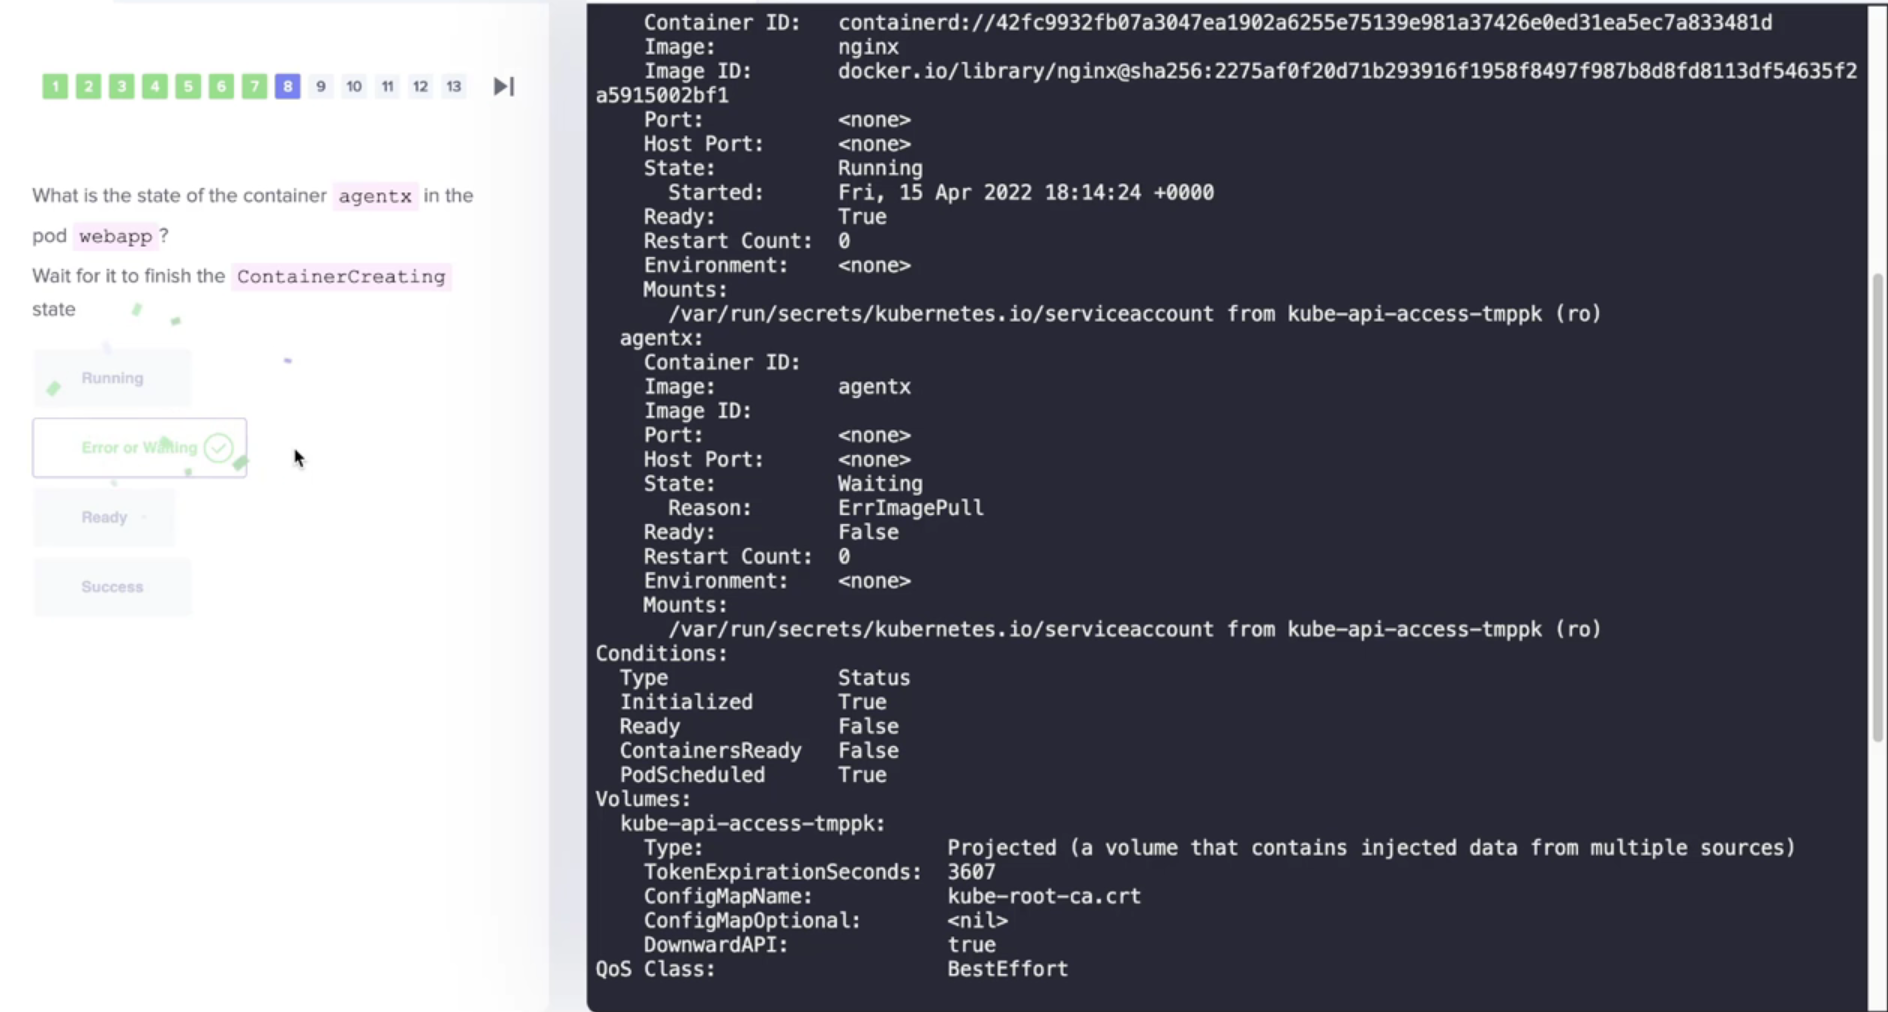 1 2 3 4 5 6 7 8 9 10 11 12 13
What is the state of the container agentx in the
pod webapp ?
Wait for it to finish the ContainerCreating
state
Running
Error or Waiting
Ready
Success
Container ID: containerd://42fc9932fb07a3047ea1902a6255e75139e981a37426e0ed31ea5ec7a833481d
Image: nginx
Image ID: docker.io/library/nginx@sha256:2275af0f20d71b293916f1958f8497f987b8d8fd8113df54635f2
a5915002bf1
Port: <none>
Host Port: <none>
State: Running
Started: Fri, 15 Apr 2022 18:14:24 +0000
Ready: True
Restart Count: 0
Environment: <none>
Mounts:
/var/run/secrets/kubernetes.io/serviceaccount from kube-api-access-tmppk (ro)
agentx:
Container ID:
Image: agentx
Image ID:
Port: <none>
Host Port: <none>
State: Waiting
Reason: ErrImagePull
Ready: False
Restart Count: 0
Environment: <none>
Mounts:
/var/run/secrets/kubernetes.io/serviceaccount from kube-api-access-tmppk (ro)
Conditions:
Type Status
Initialized True
Ready False
ContainersReady False
PodScheduled True
Volumes:
kube-api-access-tmppk:
Type: Projected (a volume that contains injected data from multiple sources)
TokenExpirationSeconds: 3607
ConfigMapName: kube-root-ca.crt
ConfigMapOptional: <nil>
DownwardAPI: true
QoS Class: BestEffort